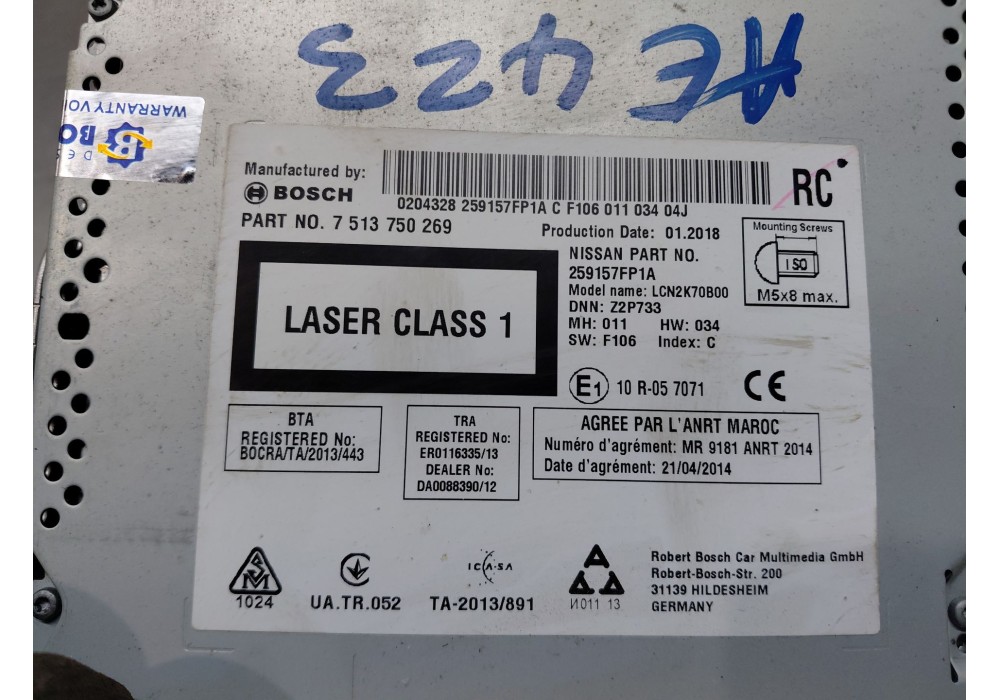 AE 423
WARRANTY VO
BO
DES
Manufactured by:
BOSCH
0204328 259157FP1A C F106 011 034 04J
RC
PART NO. 7 513 750 269
Production Date: 01.2018
LASER CLASS 1
NISSAN PART NO.
259157FP1A
Model name: LCN2K70B00
DNN: Z2P733
MH: 011 HW: 034
SW: F106 Index: C
Mounting Screws
ISO
M5x8 max.
E1 10 R-05 7071 CE
BTA
REGISTERED No:
BOCRA/TA/2013/443
TRA
REGISTERED No:
ER0116335/13
DEALER No:
DA0088390/12
AGREE PAR L'ANRT MAROC
Numéro d'agrément: MR 9181 ANRT 2014
Date d'agrément: 21/04/2014
1024
UA.TR.052
ICASA
TA-2013/891
И011 13
Robert Bosch Car Multimedia GmbH
Robert-Bosch-Str. 200
31139 HILDESHEIM
GERMANY